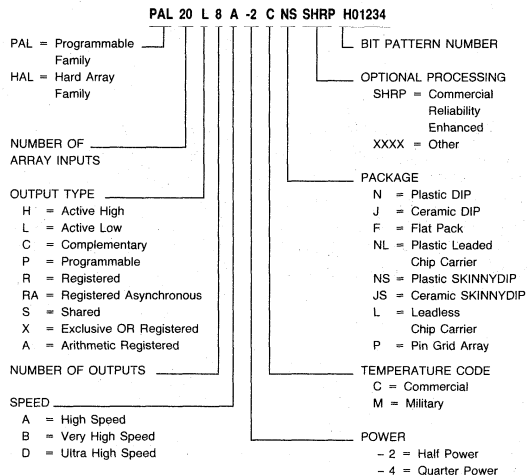 PAL 20 L 8 A -2 C NS SHRP H01234
PAL = Programmable
Family
HAL = Hard Array
Family
NUMBER OF
ARRAY INPUTS
OUTPUT TYPE
H = Active High
L = Active Low
C = Complementary
P = Programmable
R = Registered
RA = Registered Asynchronous
S = Shared
X = Exclusive OR Registered
A = Arithmetic Registered
NUMBER OF OUTPUTS
SPEED
A = High Speed
B = Very High Speed
D = Ultra High Speed
BIT PATTERN NUMBER
OPTIONAL PROCESSING
SHRP = Commercial
Reliability
Enhanced
XXXX = Other
PACKAGE
N = Plastic DIP
J = Ceramic DIP
F = Flat Pack
NL = Plastic Leaded
Chip Carrier
NS = Plastic SKINNYDIP
JS = Ceramic SKINNYDIP
L = Leadless
Chip Carrier
P = Pin Grid Array
TEMPERATURE CODE
C = Commercial
M = Military
POWER
- 2 = Half Power
- 4 = Quarter Power